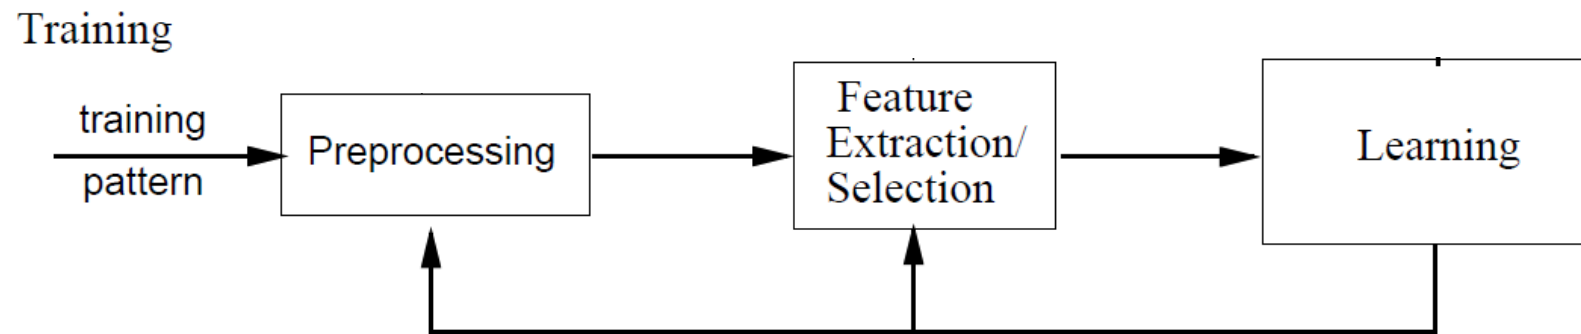 Training
training
pattern
Preprocessing
Feature
Extraction/
Selection
Learning